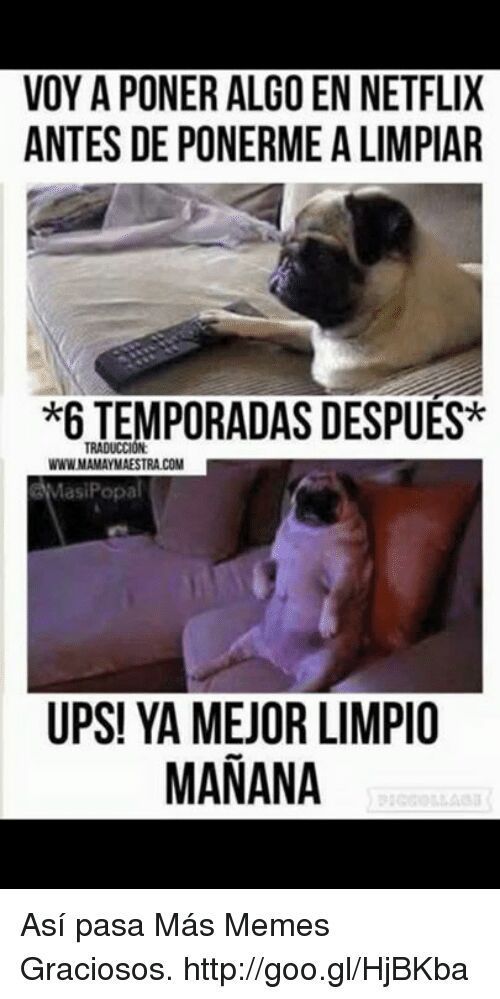 VOY A PONER ALGO EN NETFLIX
ANTES DE PONERME A LIMPIAR
*6 TEMPORADAS DESPUÉS*
TRADUCCIÓN:
WWW.MAMAYMAESTRA.COM
@MasiPopal
UPS! YA MEJOR LIMPIO
MAÑANA
PICCOLLAGE
Así pasa Más Memes
Graciosos. http://goo.gl/HjBKba